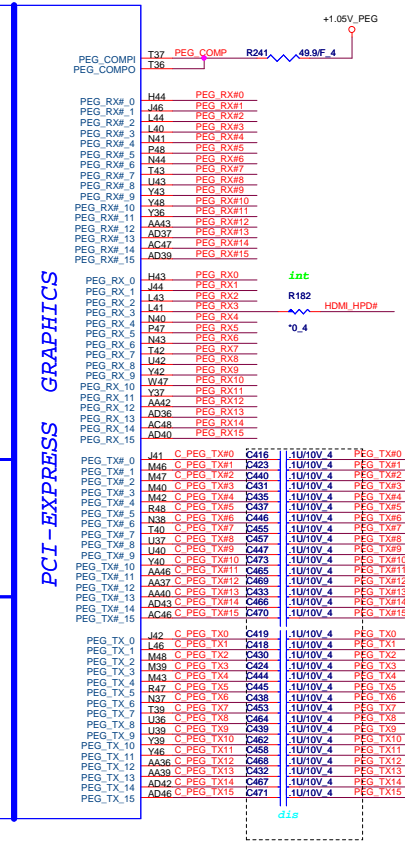 +1.05V_PEG
PEG_COMPI T37 PEG_COMP R241 49.9/F_4
PEG_COMPO T36
PEG_RX#_0 H44 PEG_RX#0
PEG_RX#_1 J46 PEG_RX#1
PEG_RX#_2 L44 PEG_RX#2
PEG_RX#_3 L40 PEG_RX#3
PEG_RX#_4 N41 PEG_RX#4
PEG_RX#_5 P48 PEG_RX#5
PEG_RX#_6 N44 PEG_RX#6
PEG_RX#_7 T43 PEG_RX#7
PEG_RX#_8 U43 PEG_RX#8
PEG_RX#_9 Y43 PEG_RX#9
PEG_RX#_10 Y48 PEG_RX#10
PEG_RX#_11 Y36 PEG_RX#11
PEG_RX#_12 AA43 PEG_RX#12
PEG_RX#_13 AD37 PEG_RX#13
PEG_RX#_14 AC47 PEG_RX#14
PEG_RX#_15 AD39 PEG_RX#15
PCI-EXPRESS GRAPHICS
int
R182
HDMI_HPD#
*0_4
PEG_RX_0 H43 PEG_RX0
PEG_RX_1 J44 PEG_RX1
PEG_RX_2 L43 PEG_RX2
PEG_RX_3 L41 PEG_RX3
PEG_RX_4 N40 PEG_RX4
PEG_RX_5 P47 PEG_RX5
PEG_RX_6 N43 PEG_RX6
PEG_RX_7 T42 PEG_RX7
PEG_RX_8 U42 PEG_RX8
PEG_RX_9 Y42 PEG_RX9
PEG_RX_10 W47 PEG_RX10
PEG_RX_11 Y37 PEG_RX11
PEG_RX_12 AA42 PEG_RX12
PEG_RX_13 AD36 PEG_RX13
PEG_RX_14 AC48 PEG_RX14
PEG_RX_15 AD40 PEG_RX15
PEG_TX#_0 J41 C_PEG_TX#0 C416 .1U/10V_4 PEG_TX#0
PEG_TX#_1 M46 C_PEG_TX#1 C423 .1U/10V_4 PEG_TX#1
PEG_TX#_2 M47 C_PEG_TX#2 C440 .1U/10V_4 PEG_TX#2
PEG_TX#_3 M40 C_PEG_TX#3 C431 .1U/10V_4 PEG_TX#3
PEG_TX#_4 M42 C_PEG_TX#4 C435 .1U/10V_4 PEG_TX#4
PEG_TX#_5 R48 C_PEG_TX#5 C437 .1U/10V_4 PEG_TX#5
PEG_TX#_6 N38 C_PEG_TX#6 C446 .1U/10V_4 PEG_TX#6
PEG_TX#_7 T40 C_PEG_TX#7 C455 .1U/10V_4 PEG_TX#7
PEG_TX#_8 U37 C_PEG_TX#8 C457 .1U/10V_4 PEG_TX#8
PEG_TX#_9 U40 C_PEG_TX#9 C447 .1U/10V_4 PEG_TX#9
PEG_TX#_10 Y40 C_PEG_TX#10 C473 .1U/10V_4 PEG_TX#10
PEG_TX#_11 AA46 C_PEG_TX#11 C465 .1U/10V_4 PEG_TX#11
PEG_TX#_12 AA37 C_PEG_TX#12 C469 .1U/10V_4 PEG_TX#12
PEG_TX#_13 AA40 C_PEG_TX#13 C433 .1U/10V_4 PEG_TX#13
PEG_TX#_14 AD43 C_PEG_TX#14 C466 .1U/10V_4 PEG_TX#14
PEG_TX#_15 AC46 C_PEG_TX#15 C470 .1U/10V_4 PEG_TX#15
PEG_TX_0 J42 C_PEG_TX0 C419 .1U/10V_4 PEG_TX0
PEG_TX_1 L46 C_PEG_TX1 C418 .1U/10V_4 PEG_TX1
PEG_TX_2 M48 C_PEG_TX2 C430 .1U/10V_4 PEG_TX2
PEG_TX_3 M39 C_PEG_TX3 C424 .1U/10V_4 PEG_TX3
PEG_TX_4 M43 C_PEG_TX4 C444 .1U/10V_4 PEG_TX4
PEG_TX_5 R47 C_PEG_TX5 C445 .1U/10V_4 PEG_TX5
PEG_TX_6 N37 C_PEG_TX6 C438 .1U/10V_4 PEG_TX6
PEG_TX_7 T39 C_PEG_TX7 C453 .1U/10V_4 PEG_TX7
PEG_TX_8 U36 C_PEG_TX8 C464 .1U/10V_4 PEG_TX8
PEG_TX_9 U39 C_PEG_TX9 C439 .1U/10V_4 PEG_TX9
PEG_TX_10 Y39 C_PEG_TX10 C462 .1U/10V_4 PEG_TX10
PEG_TX_11 Y46 C_PEG_TX11 C458 .1U/10V_4 PEG_TX11
PEG_TX_12 AA36 C_PEG_TX12 C468 .1U/10V_4 PEG_TX12
PEG_TX_13 AA39 C_PEG_TX13 C432 .1U/10V_4 PEG_TX13
PEG_TX_14 AD42 C_PEG_TX14 C467 .1U/10V_4 PEG_TX14
PEG_TX_15 AD46 C_PEG_TX15 C471 .1U/10V_4 PEG_TX15
dis